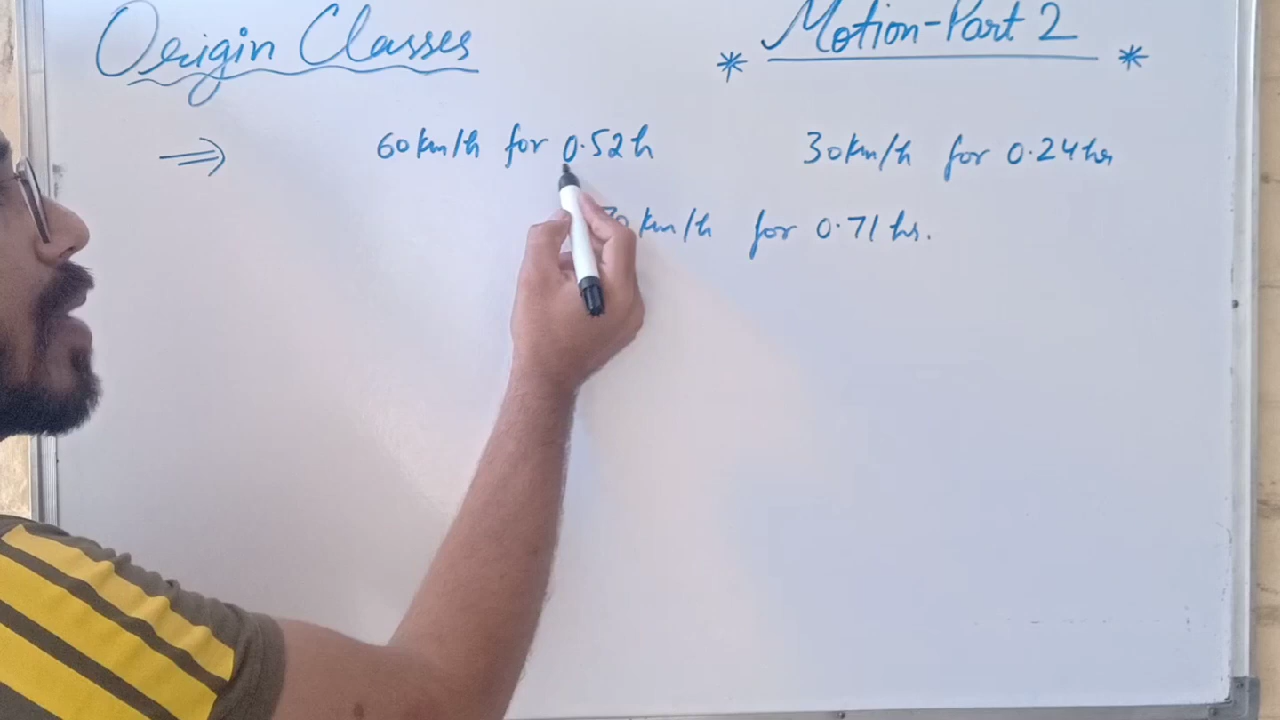 Origin Classes
Motion-Part 2
⇒ 60km/h for 0.52h 30km/h for 0.24hr
km/h for 0.71 hr.